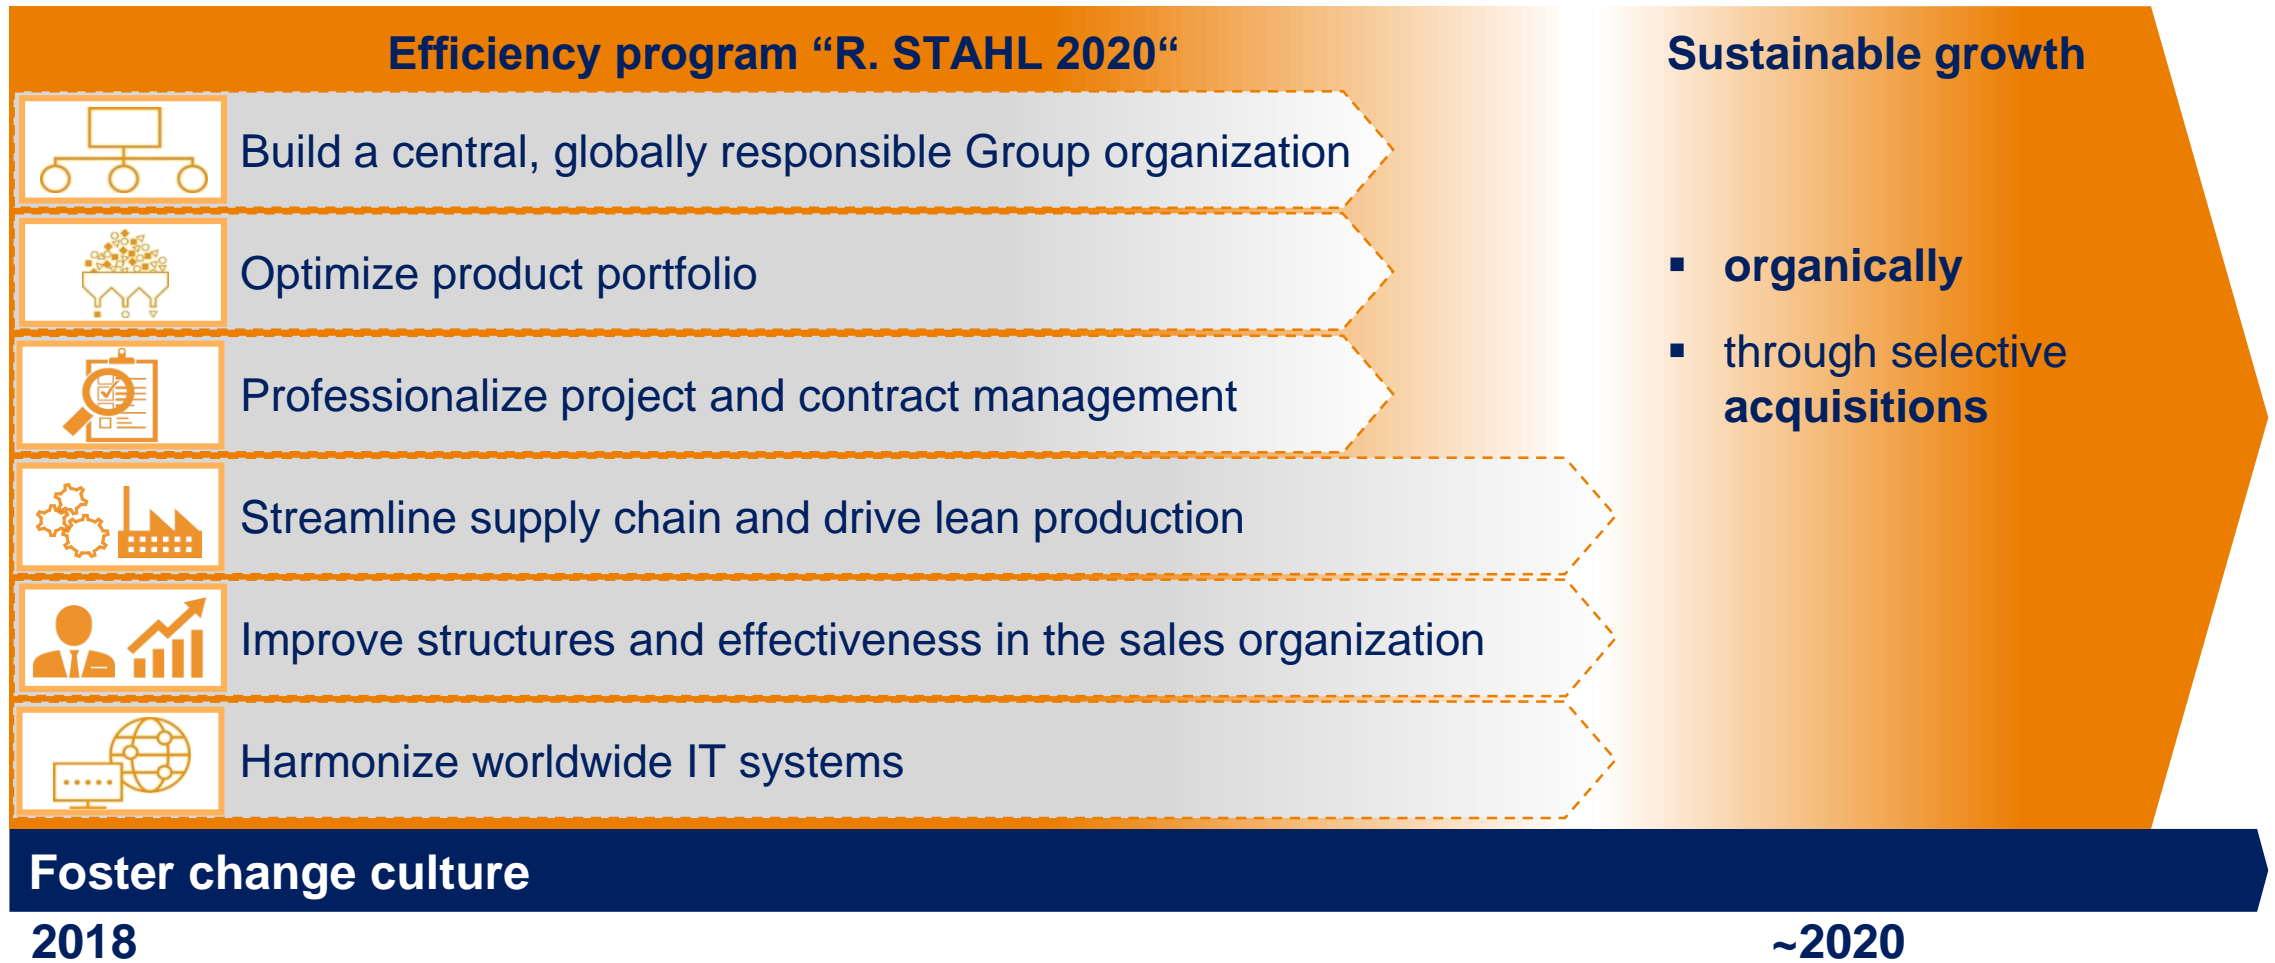 Efficiency program “R. STAHL 2020“
Sustainable growth
Build a central, globally responsible Group organization
Optimize product portfolio
Professionalize project and contract management
Streamline supply chain and drive lean production
Improve structures and effectiveness in the sales organization
Harmonize worldwide IT systems
▪ organically
▪ through selective
acquisitions
Foster change culture
2018
~2020